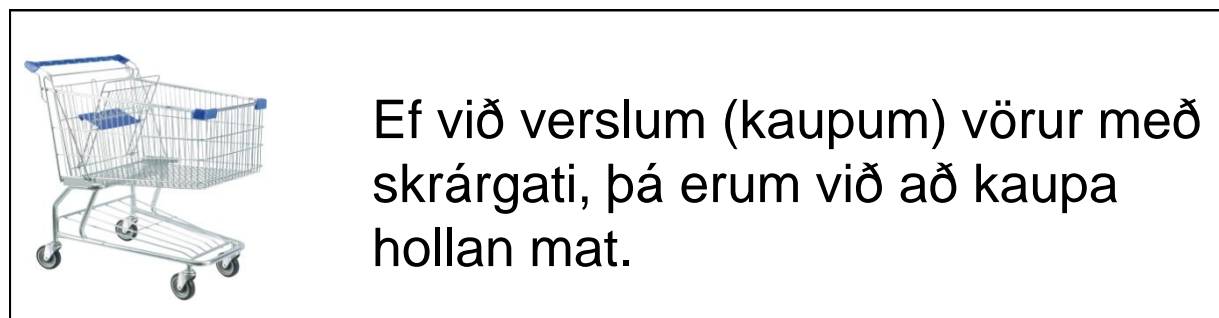 Ef við verslum (kaupum) vörur með
skrárgati, þá erum við að kaupa
hollan mat.